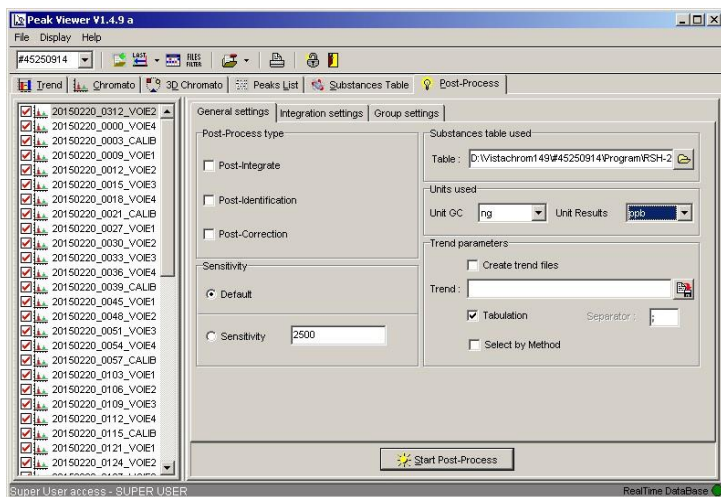 Peak Viewer V1.4.9 a
File Display Help
#45250914 LAST FILES FILTER
Trend Chromato 3D Chromato Peaks List Substances Table Post-Process
20150220_0312_VOIE2
20150220_0000_VOIE4
20150220_0003_CALIB
20150220_0009_VOIE1
20150220_0012_VOIE2
20150220_0015_VOIE3
20150220_0018_VOIE4
20150220_0021_CALIB
20150220_0027_VOIE1
20150220_0030_VOIE2
20150220_0033_VOIE3
20150220_0036_VOIE4
20150220_0039_CALIB
20150220_0045_VOIE1
20150220_0048_VOIE2
20150220_0051_VOIE3
20150220_0054_VOIE4
20150220_0057_CALIB
20150220_0103_VOIE1
20150220_0106_VOIE2
20150220_0109_VOIE3
20150220_0112_VOIE4
20150220_0115_CALIB
20150220_0121_VOIE1
20150220_0124_VOIE2
General settings Integration settings Group settings
Post-Process type
Post-Integrate
Post-Identification
Post-Correction
Sensitivity
Default
Sensitivity 2500
Substances table used
Table : D:\Vistachrom149\#45250914\Program\RSH-2
Units used
Unit GC ng Unit Results ppb
Trend parameters
Create trend files
Trend :
Tabulation Separator : ;
Select by Method
Start Post-Process
Super User access - SUPER USER RealTime DataBase